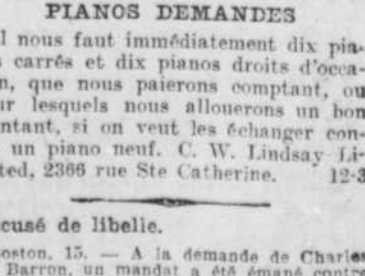 PIANOS DEMANDES
l nous faut immédiatement dix pia-
s carrés et dix pianos droits d'occa-
n, que nous paierons comptant, ou
ur lesquels nous allouerons un bon
ntant, si on veut les échanger con-
un piano neuf. C. W. Lindsay Li-
ted, 2366 rue Ste Catherine. 12-3
cusé de libelle.
oston, 15. — A la demande de Charles
Barron, un mandat a été émané contre